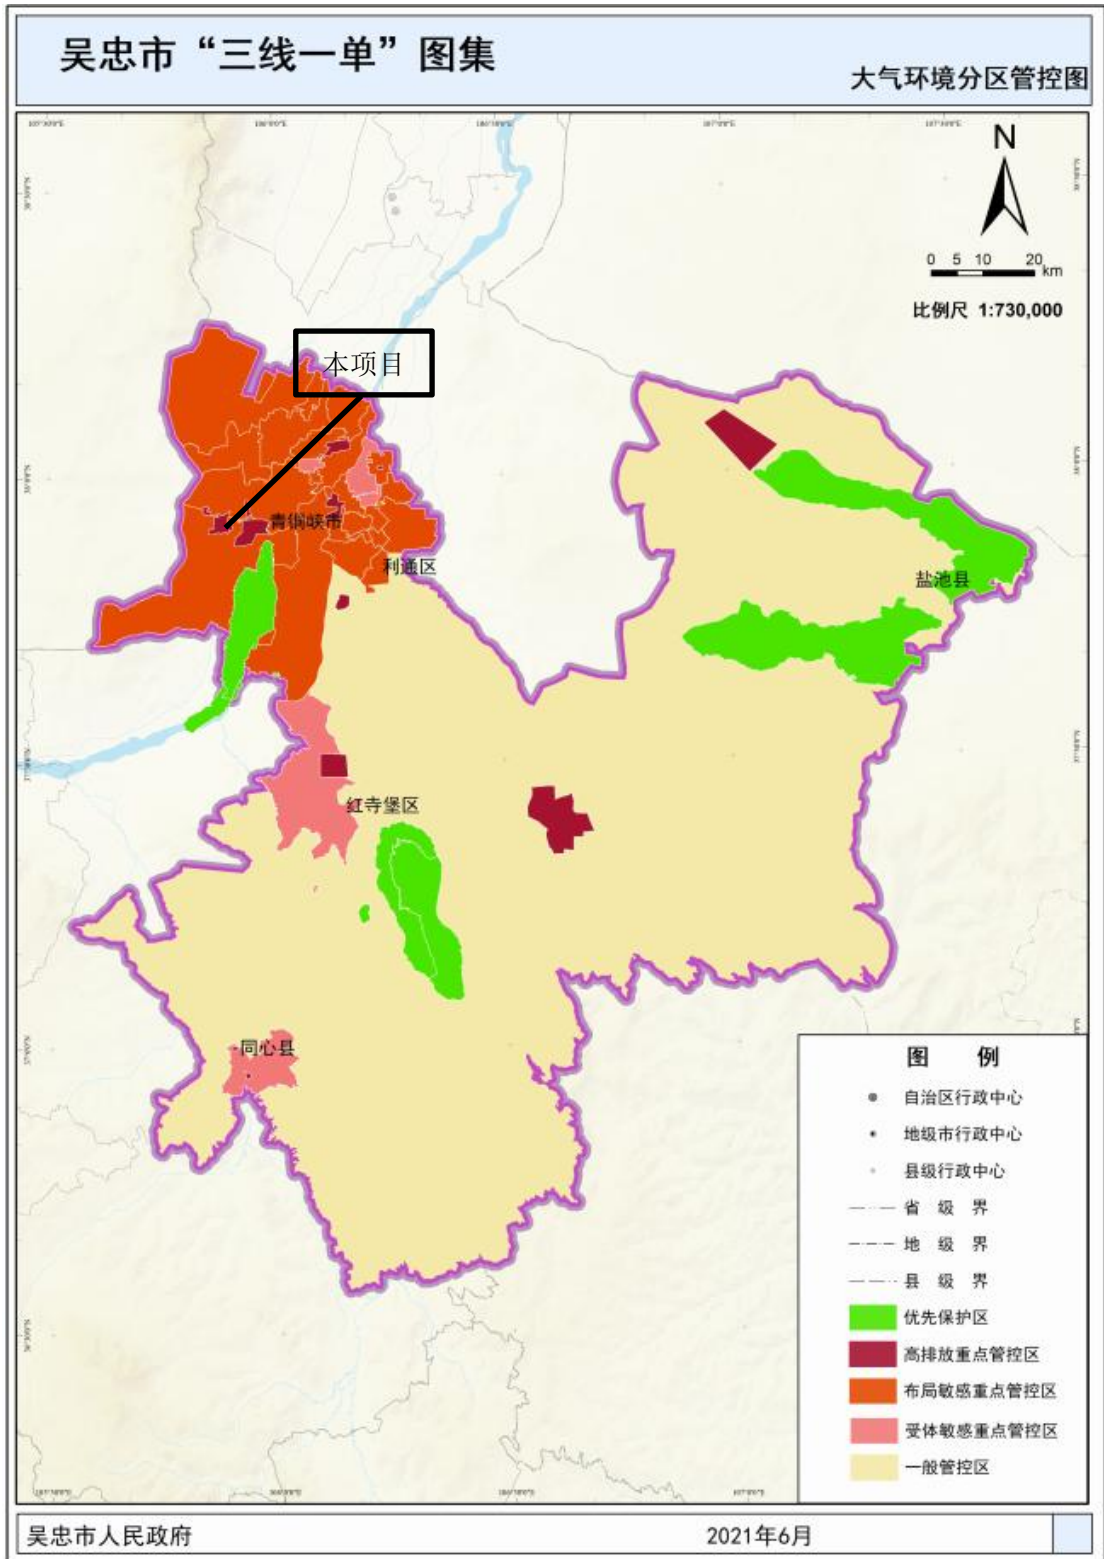 吴忠市“三线一单”图集
大气环境分区管控图
N
0 5 10 20 km
比例尺 1:730,000
本项目
青铜峡市
利通区
盐池县
红寺堡区
同心县
图 例
自治区行政中心
地级市行政中心
县级行政中心
省 级 界
地 级 界
县 级 界
优先保护区
高排放重点管控区
布局敏感重点管控区
受体敏感重点管控区
一般管控区
吴忠市人民政府
2021年6月